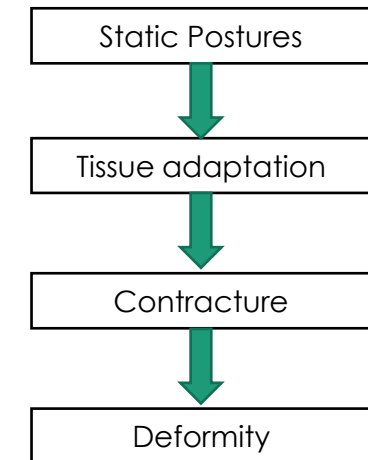 Static Postures
Tissue adaptation
Contracture
Deformity